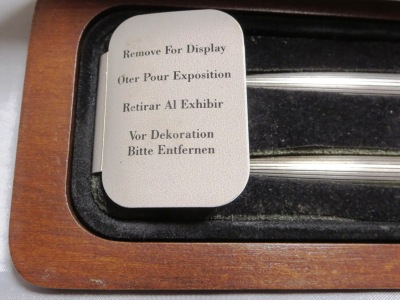 Remove For Display
Oter Pour Exposition
Retirar Al Exhibir
Vor Dekoration
Bitte Entfernen